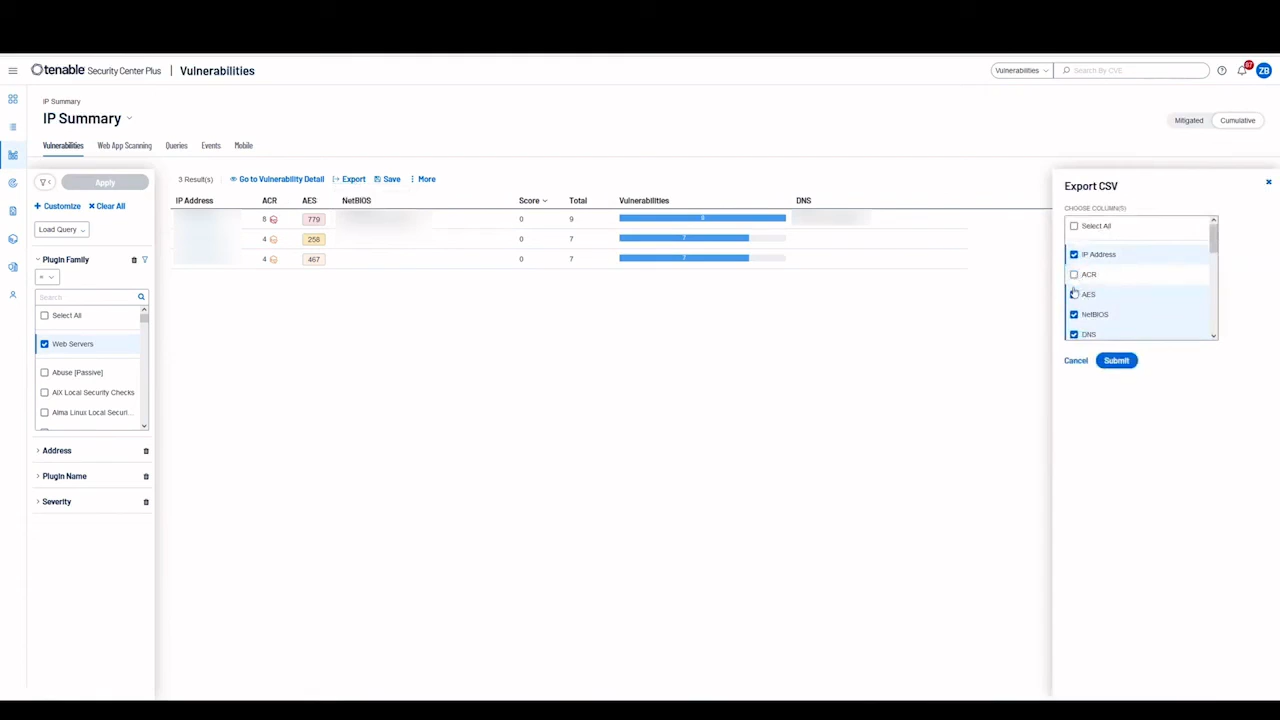 tenable Security Center Plus | Vulnerabilities
Vulnerabilities
Search By CVE
87
ZB
IP Summary
IP Summary
Mitigated
Cumulative
Vulnerabilities
Web App Scanning
Queries
Events
Mobile
Apply
Customize
Clear All
Load Query
Plugin Family
=
Search
Select All
Web Servers
Abuse [Passive]
AIX Local Security Checks
Alma Linux Local Securi...
Address
Plugin Name
Severity
3 Result(s)
Go to Vulnerability Detail
Export
Save
More
IP Address ACR AES NetBIOS Score Total Vulnerabilities DNS
8 779 0 9
4 258 0 7 7
4 467 0 7 7
Export CSV
CHOOSE COLUMN(S)
Select All
IP Address
ACR
AES
NetBIOS
DNS
Cancel
Submit